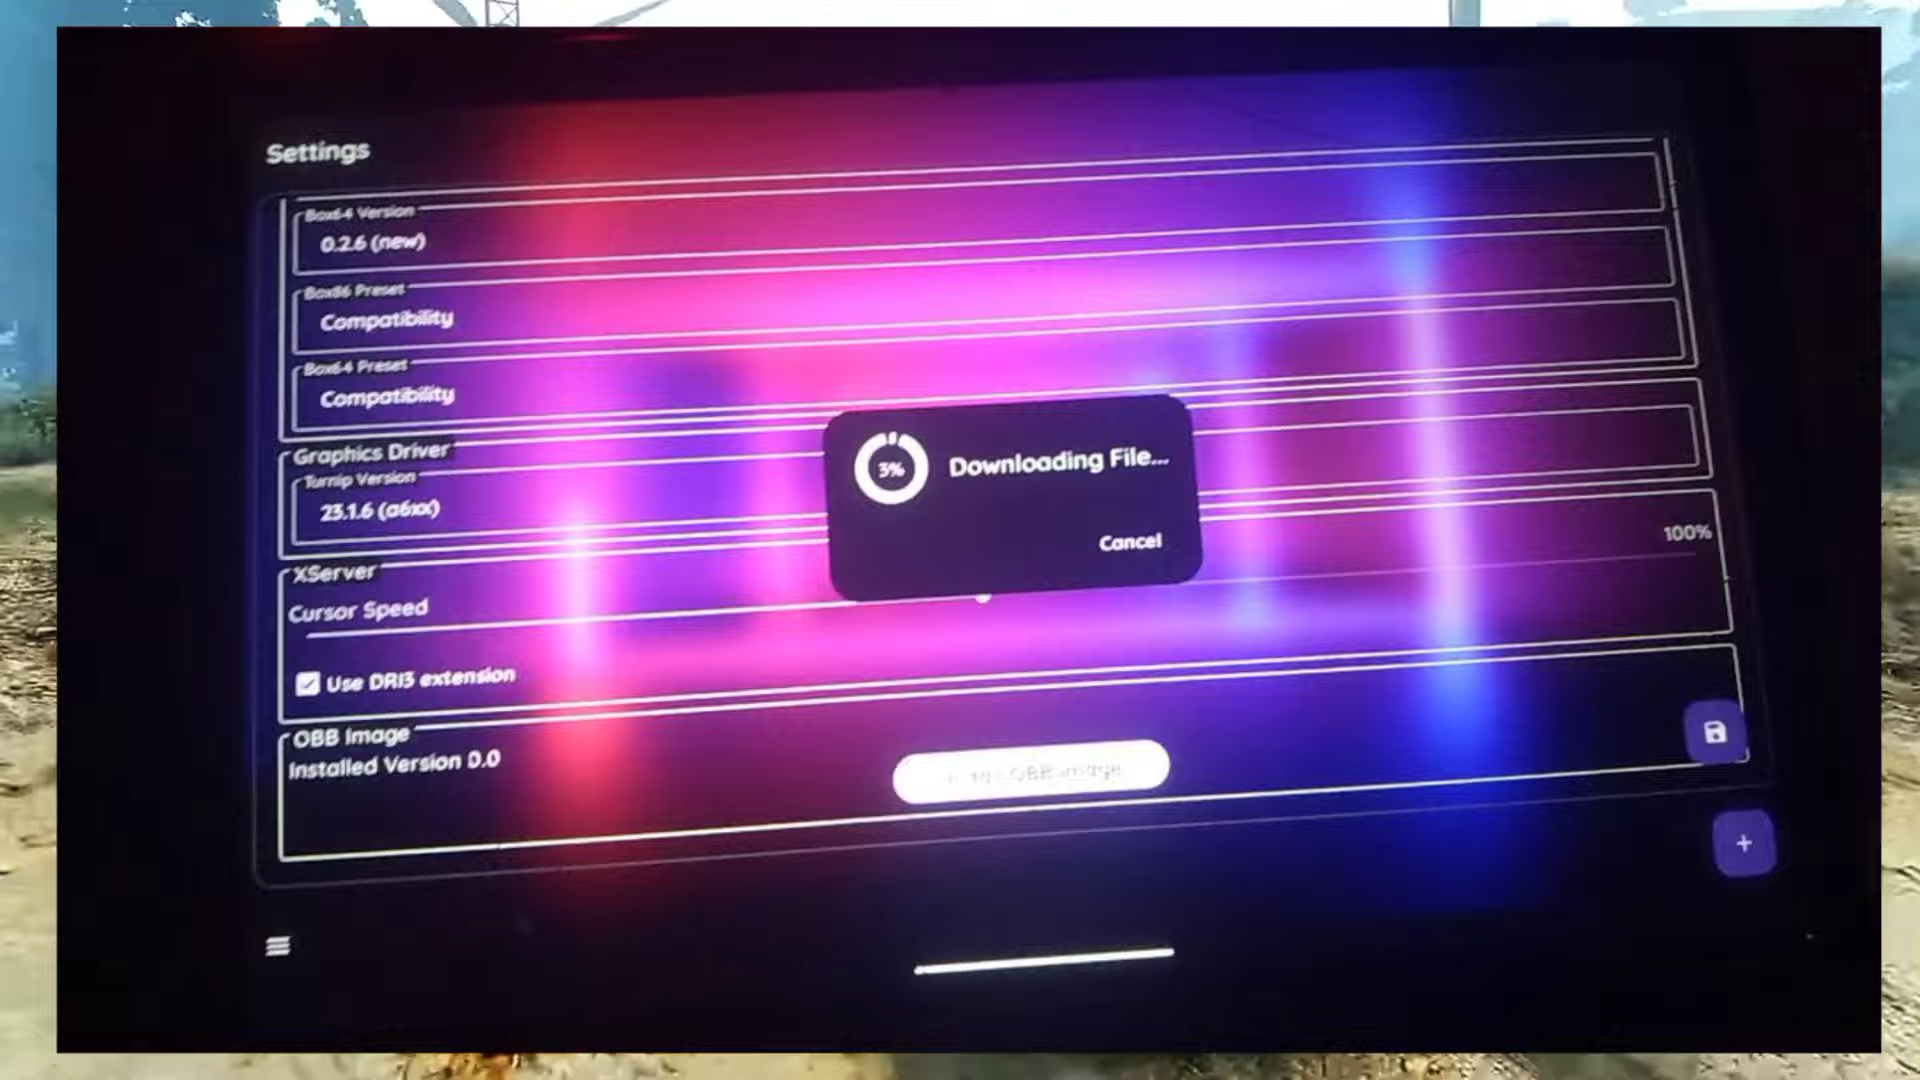 Settings
Box64 Version
0.2.6 (new)
Box86 Preset
Compatibility
Box64 Preset
Compatibility
Graphics Driver
Turnip Version
23.1.6 (a6xx)
3%
Downloading File...
Cancel
XServer
100%
Cursor Speed
Use DRI3 extension
OBB Image
Installed Version 0.0
OBB Image